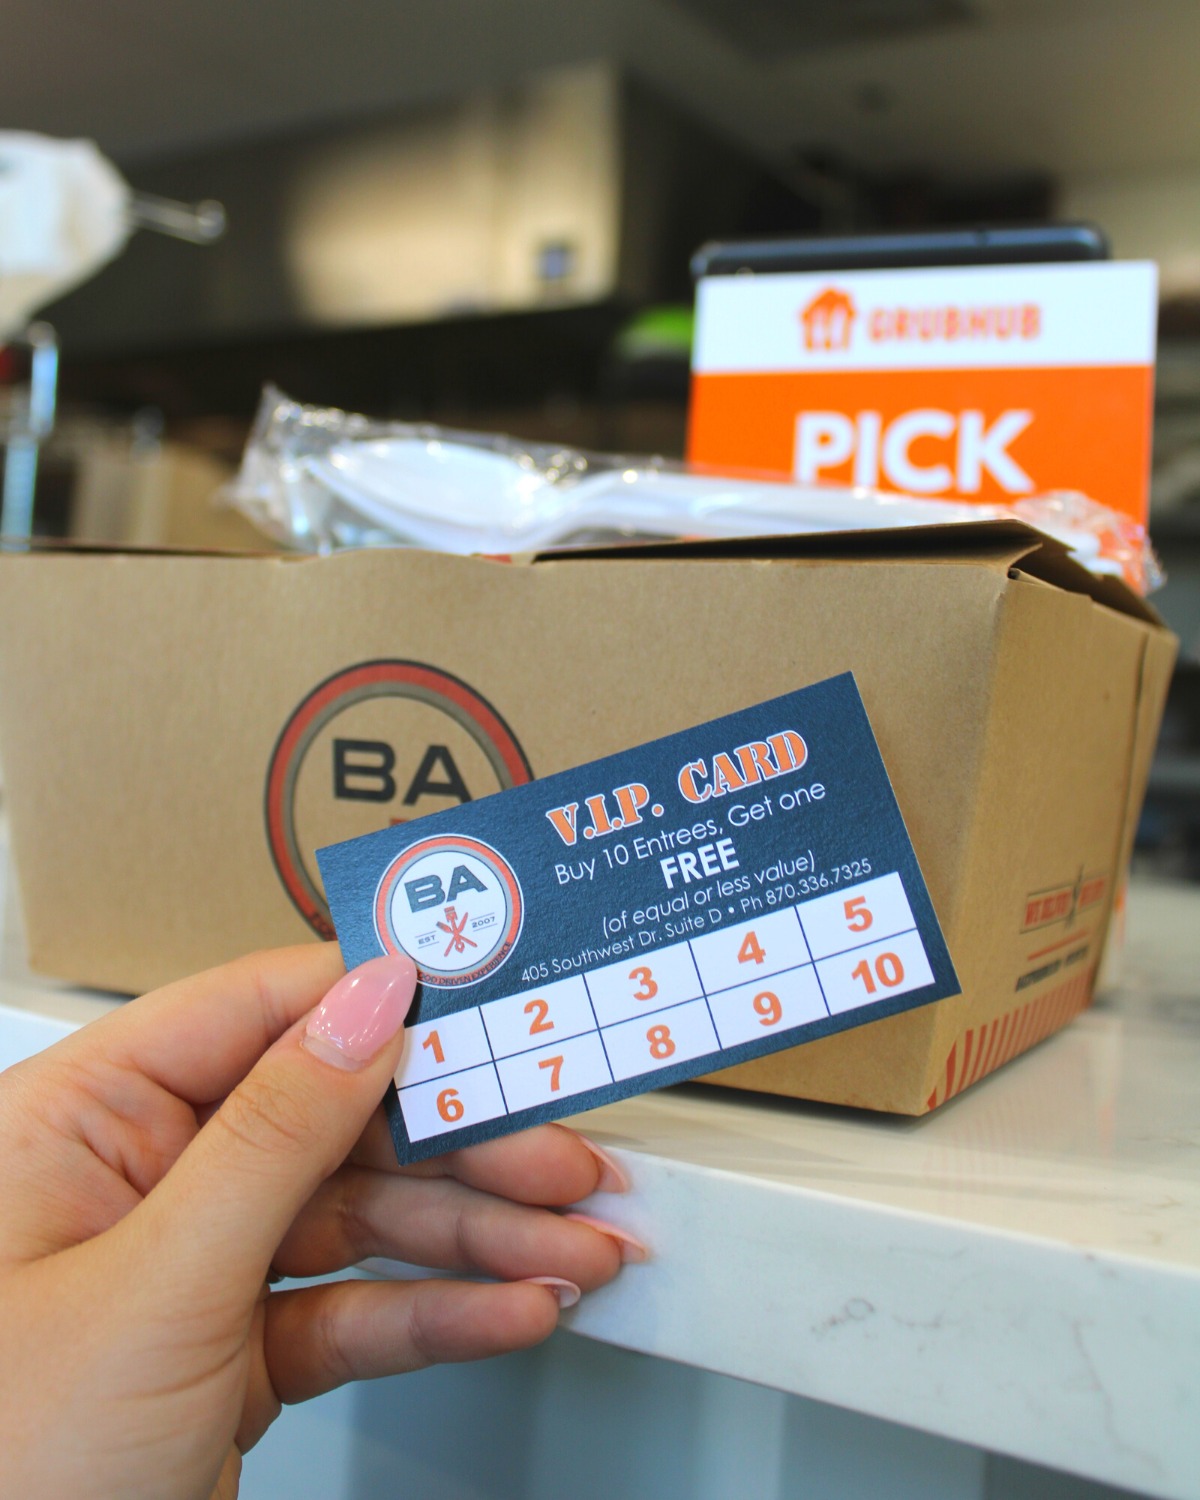 GRUBHUB
PICK
BA
V.I.P. CARD
Buy 10 Entrees, Get one
FREE
(of equal or less value)
405 Southwest Dr. Suite D • Ph 870.336.7325
BA
EST 2007
1 2 3 4 5
6 7 8 9 10